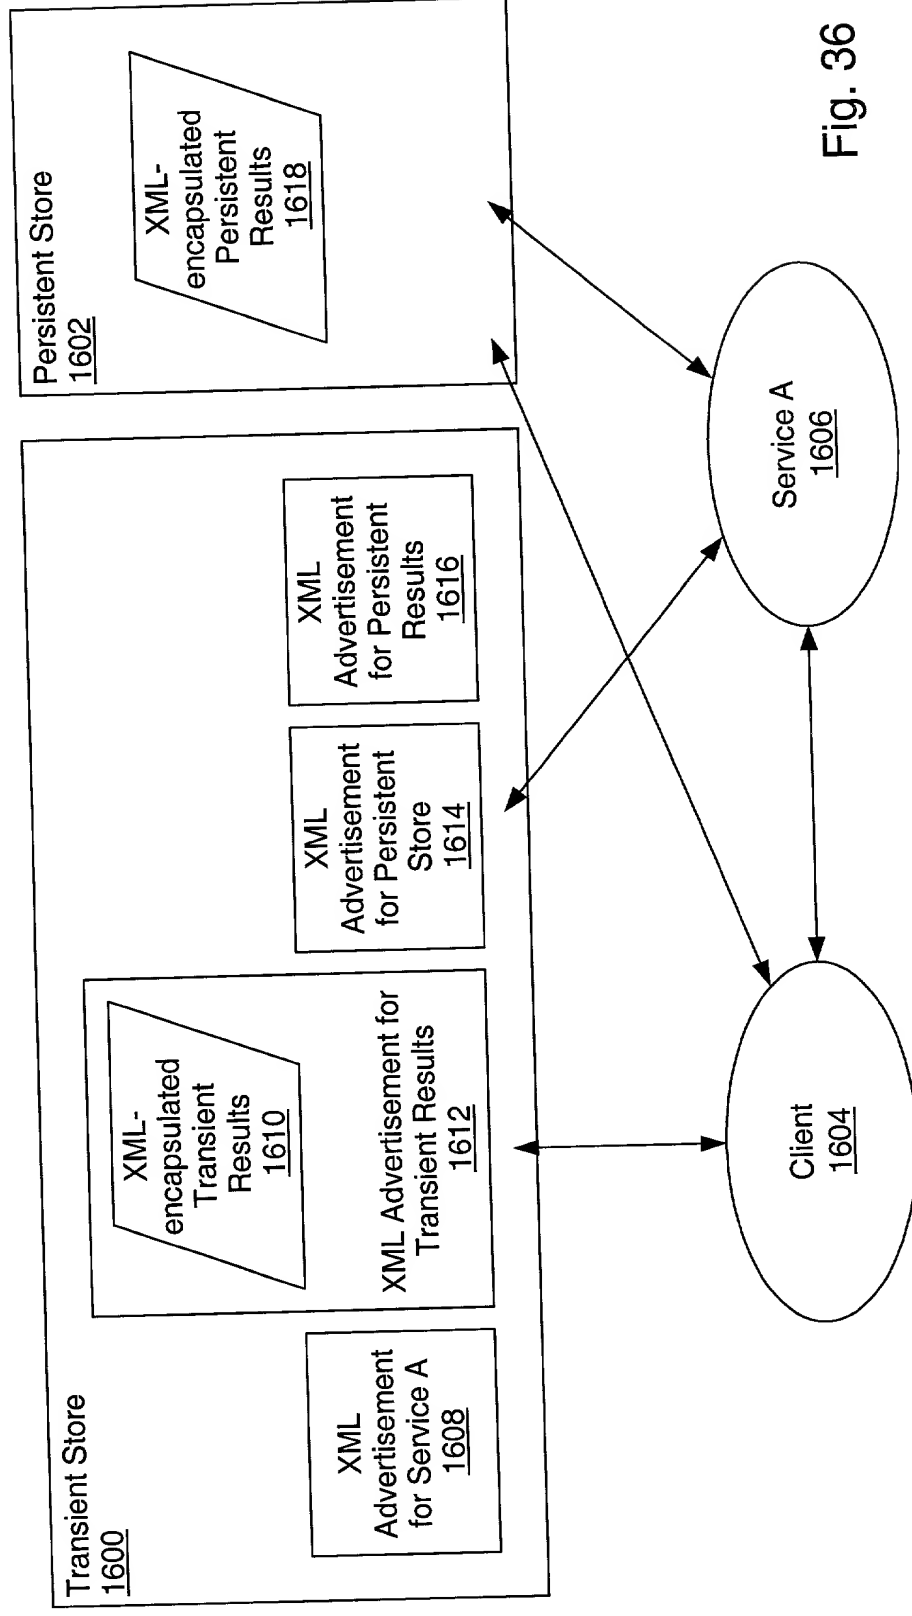 Transient Store
1600
XML
Advertisement
for Service A
1608
XML-
encapsulated
Transient
Results
1610
XML Advertisement for
Transient Results
1612
XML
Advertisement
for Persistent
Store
1614
XML
Advertisement
for Persistent
Results
1616
Persistent Store
1602
XML-
encapsulated
Persistent
Results
1618
Client
1604
Service A
1606
Fig. 36